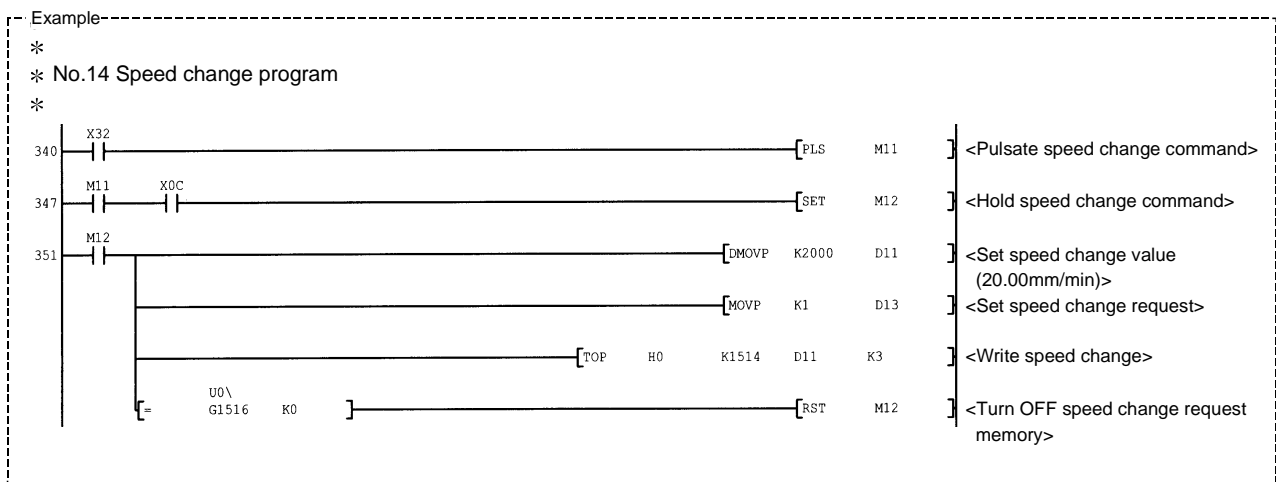 Example
*
* No.14 Speed change program
*
X32
340 [PLS M11 ] <Pulsate speed change command>
M11 X0C
347 [SET M12 ] <Hold speed change command>
M12
351 [DMOVP K2000 D11 ] <Set speed change value
(20.00mm/min)>
[MOVP K1 D13 ] <Set speed change request>
[TOP H0 K1514 D11 K3 ] <Write speed change>
U0\
[= G1516 K0 ] [RST M12 ] <Turn OFF speed change request
memory>